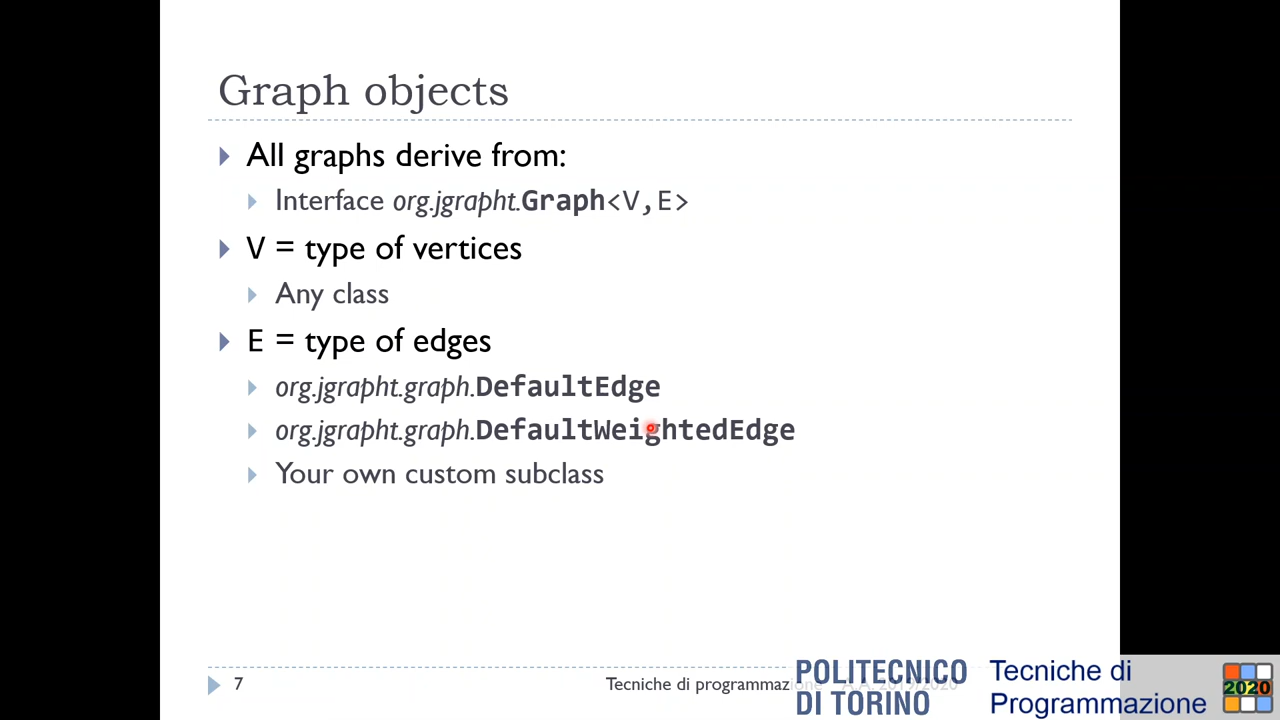 Graph objects
All graphs derive from:
Interface org.jgrapht.Graph<V,E>
V = type of vertices
Any class
E = type of edges
org.jgrapht.graph.DefaultEdge
org.jgrapht.graph.DefaultWeightedEdge
Your own custom subclass
7
Tecniche di programmazione A.A. 2019/2020
POLITECNICO
DI TORINO
Tecniche di
Programmazione
2020